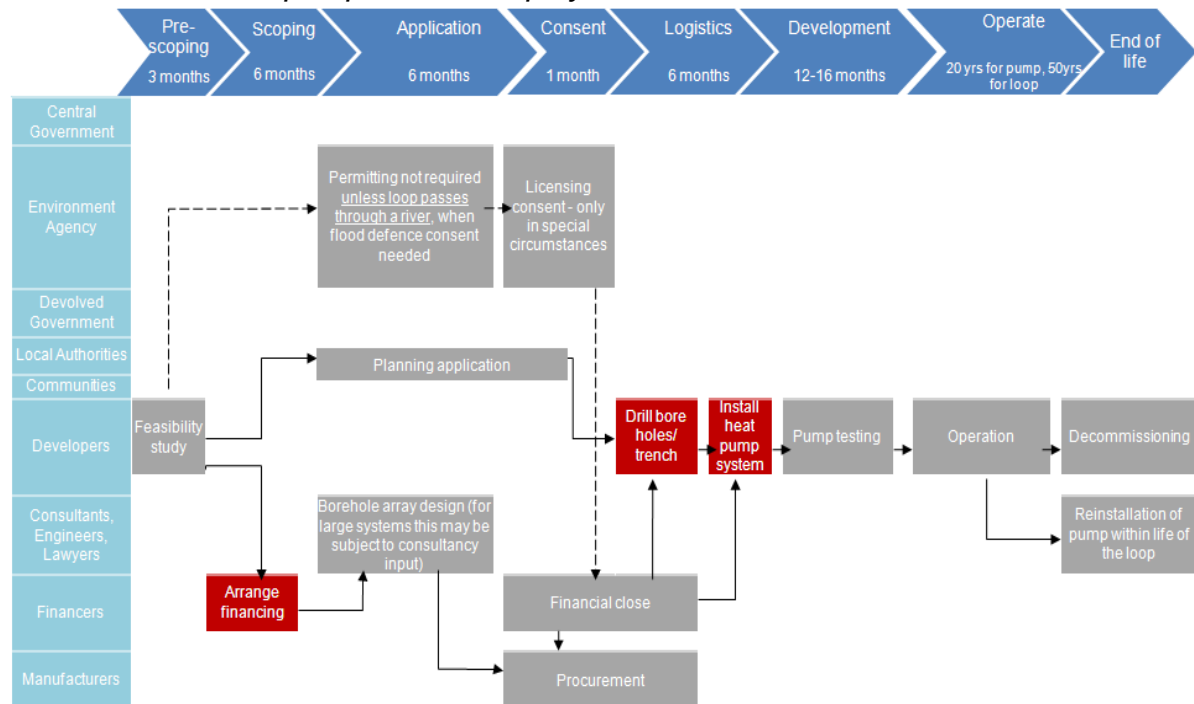 Pre-
scoping
3 months
Scoping
6 months
Application
6 months
Consent
1 month
Logistics
6 months
Development
12-16 months
Operate
20 yrs for pump, 50yrs
for loop
End of
life
Central
Government
Environment
Agency
Permitting not required
unless loop passes
through a river, when
flood defence consent
needed
Licensing
consent - only
in special
circumstances
Devolved
Government
Local Authorities
Planning application
Communities
Developers
Feasibility
study
Drill bore
holes/
trench
Install
heat
pump
system
Pump testing
Operation
Decommissioning
Consultants,
Engineers,
Lawyers
Borehole array design (for
large systems this may be
subject to consultancy
input)
Reinstallation of
pump within life of
the loop
Financers
Arrange
financing
Financial close
Manufacturers
Procurement